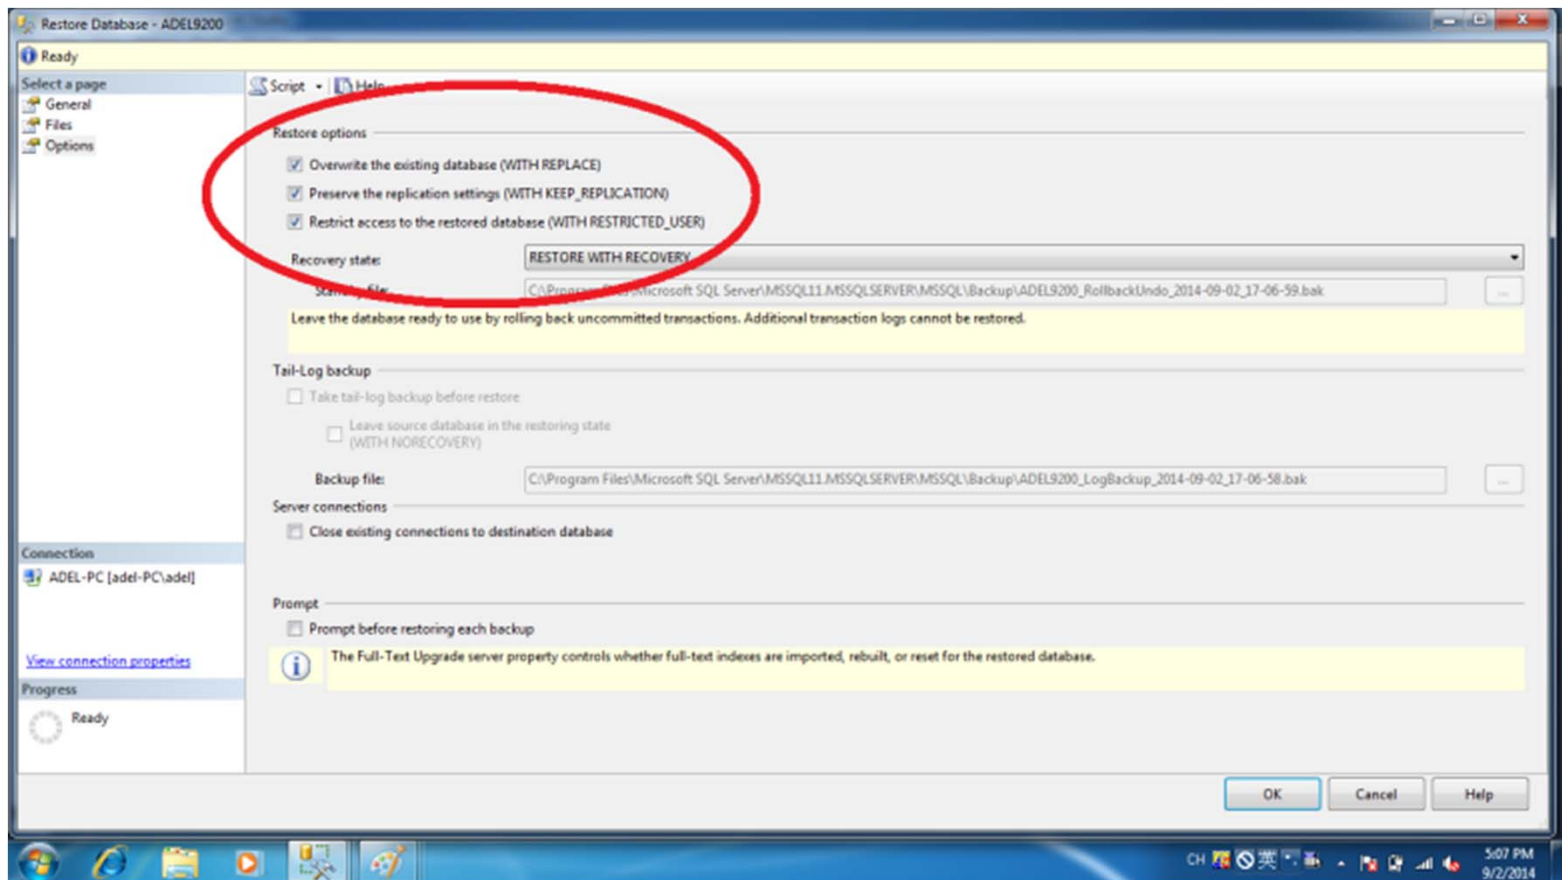 Restore Database - ADEL9200
Ready
Select a page
General
Files
Options
Script
Help
Restore options
Overwrite the existing database (WITH REPLACE)
Preserve the replication settings (WITH KEEP_REPLICATION)
Restrict access to the restored database (WITH RESTRICTED_USER)
Recovery state:
RESTORE WITH RECOVERY
Standby file:
C:\Program Files\Microsoft SQL Server\MSSQL11.MSSQLSERVER\MSSQL\Backup\ADEL9200_RollbackUndo_2014-09-02_17-06-59.bak
...
Leave the database ready to use by rolling back uncommitted transactions. Additional transaction logs cannot be restored.
Tail-Log backup
Take tail-log backup before restore
Leave source database in the restoring state
(WITH NORECOVERY)
Backup file:
C:\Program Files\Microsoft SQL Server\MSSQL11.MSSQLSERVER\MSSQL\Backup\ADEL9200_LogBackup_2014-09-02_17-06-58.bak
...
Server connections
Close existing connections to destination database
Connection
ADEL-PC [adel-PC\adel]
View connection properties
Prompt
Prompt before restoring each backup
The Full-Text Upgrade server property controls whether full-text indexes are imported, rebuilt, or reset for the restored database.
Progress
Ready
OK
Cancel
Help
CH
英
5:07 PM
9/2/2014